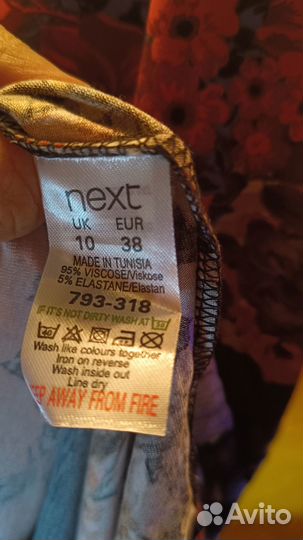 next
UK EUR
10 38
MADE IN TUNISIA
95% VISCOSE/Viskose
5% ELASTANE/Elastan
793-318
IF IT'S NOT DIRTY WASH AT 30
40
Wash like colours together
Iron on reverse
Wash inside out
Line dry
KEEP AWAY FROM FIRE
Avito